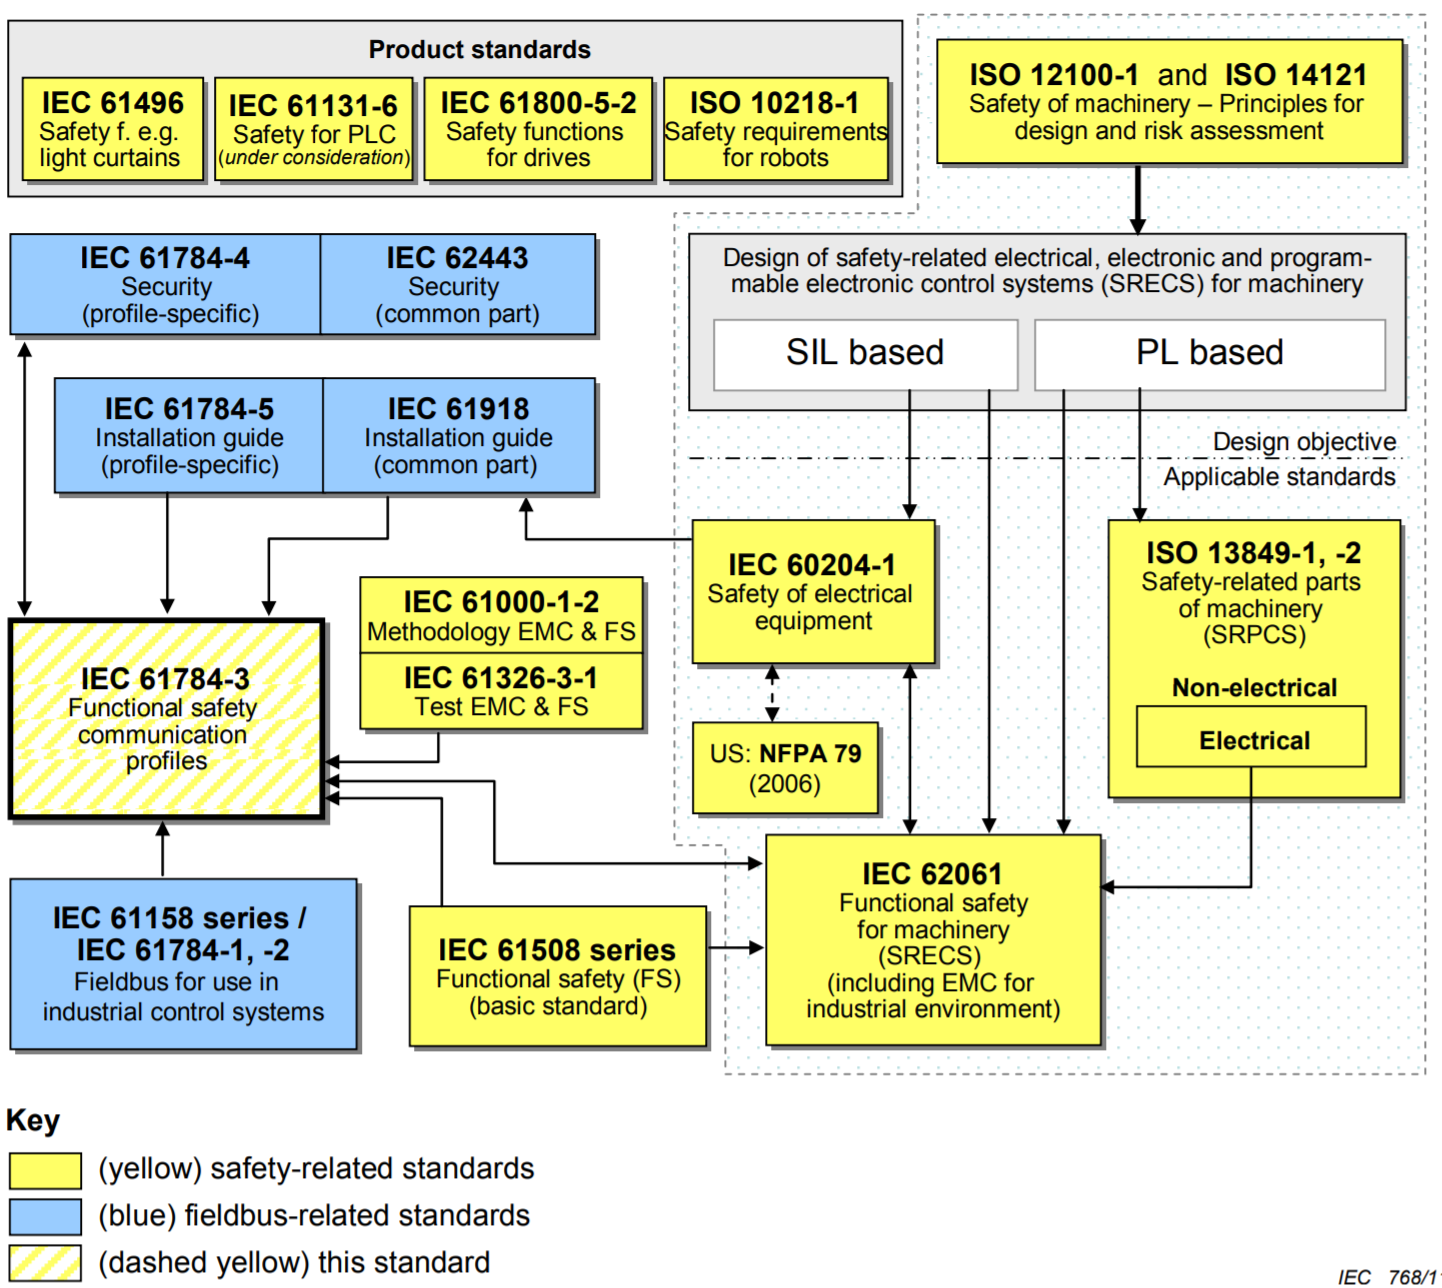 Product standards
IEC 61496
Safety f. e.g.
light curtains
IEC 61131-6
Safety for PLC
(under consideration)
IEC 61800-5-2
Safety functions
for drives
ISO 10218-1
Safety requirements
for robots
ISO 12100-1 and ISO 14121
Safety of machinery – Principles for
design and risk assessment
IEC 61784-4
Security
(profile-specific)
IEC 62443
Security
(common part)
Design of safety-related electrical, electronic and program-
mable electronic control systems (SRECS) for machinery
SIL based
PL based
IEC 61784-5
Installation guide
(profile-specific)
IEC 61918
Installation guide
(common part)
Design objective
Applicable standards
IEC 60204-1
Safety of electrical
equipment
ISO 13849-1, -2
Safety-related parts
of machinery
(SRPCS)
Non-electrical
Electrical
IEC 61000-1-2
Methodology EMC & FS
IEC 61326-3-1
Test EMC & FS
IEC 61784-3
Functional safety
communication
profiles
US: NFPA 79
(2006)
IEC 61158 series /
IEC 61784-1, -2
Fieldbus for use in
industrial control systems
IEC 61508 series
Functional safety (FS)
(basic standard)
IEC 62061
Functional safety
for machinery
(SRECS)
(including EMC for
industrial environment)
Key
(yellow) safety-related standards
(blue) fieldbus-related standards
(dashed yellow) this standard
IEC 768/1